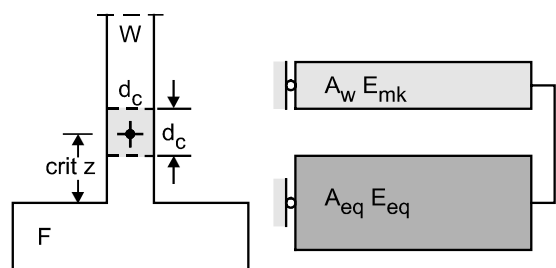 W
d_c
d_c
crit z
F
A_w E_mk
A_eq E_eq